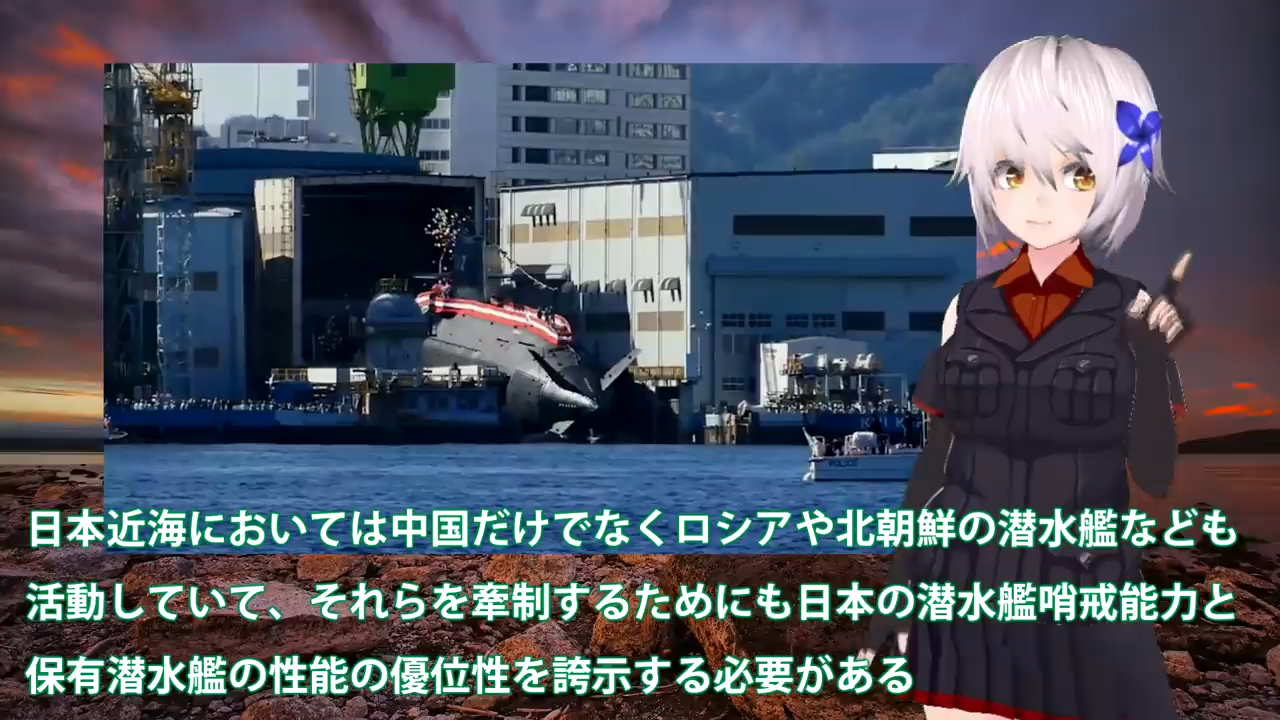 POLICE
日本近海においては中国だけでなくロシアや北朝鮮の潜水艦なども
活動していて、それらを牽制するためにも日本の潜水艦哨戒能力と
保有潜水艦の性能の優位性を誇示する必要がある